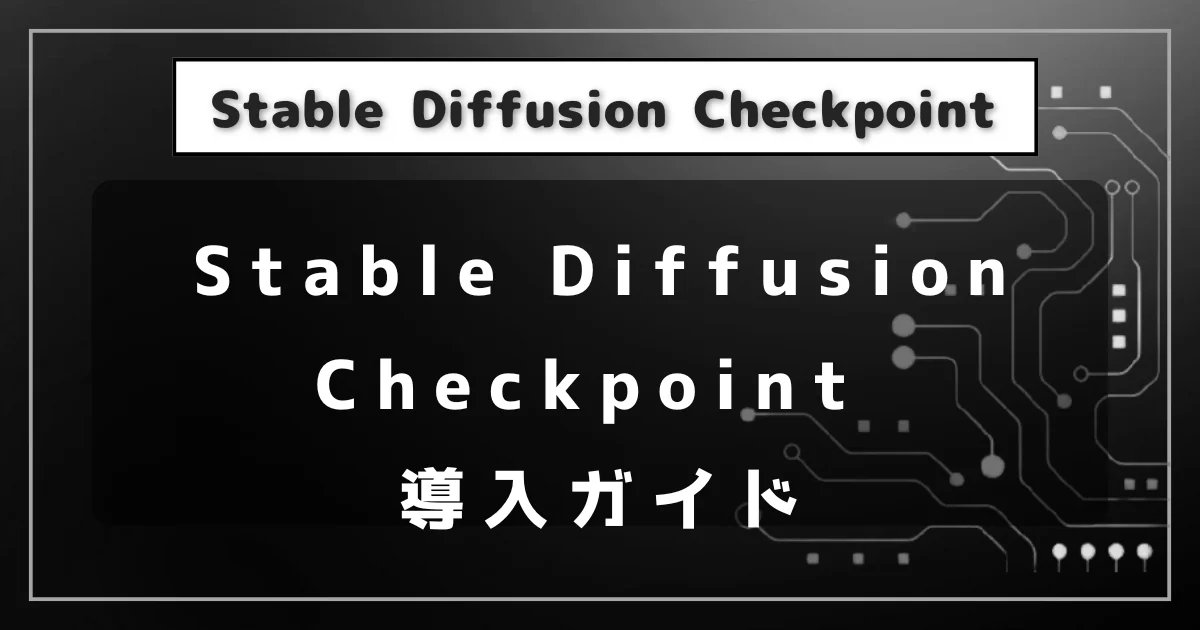 Stable Diffusion Checkpoint
Stable Diffusion
Checkpoint
導入ガイド